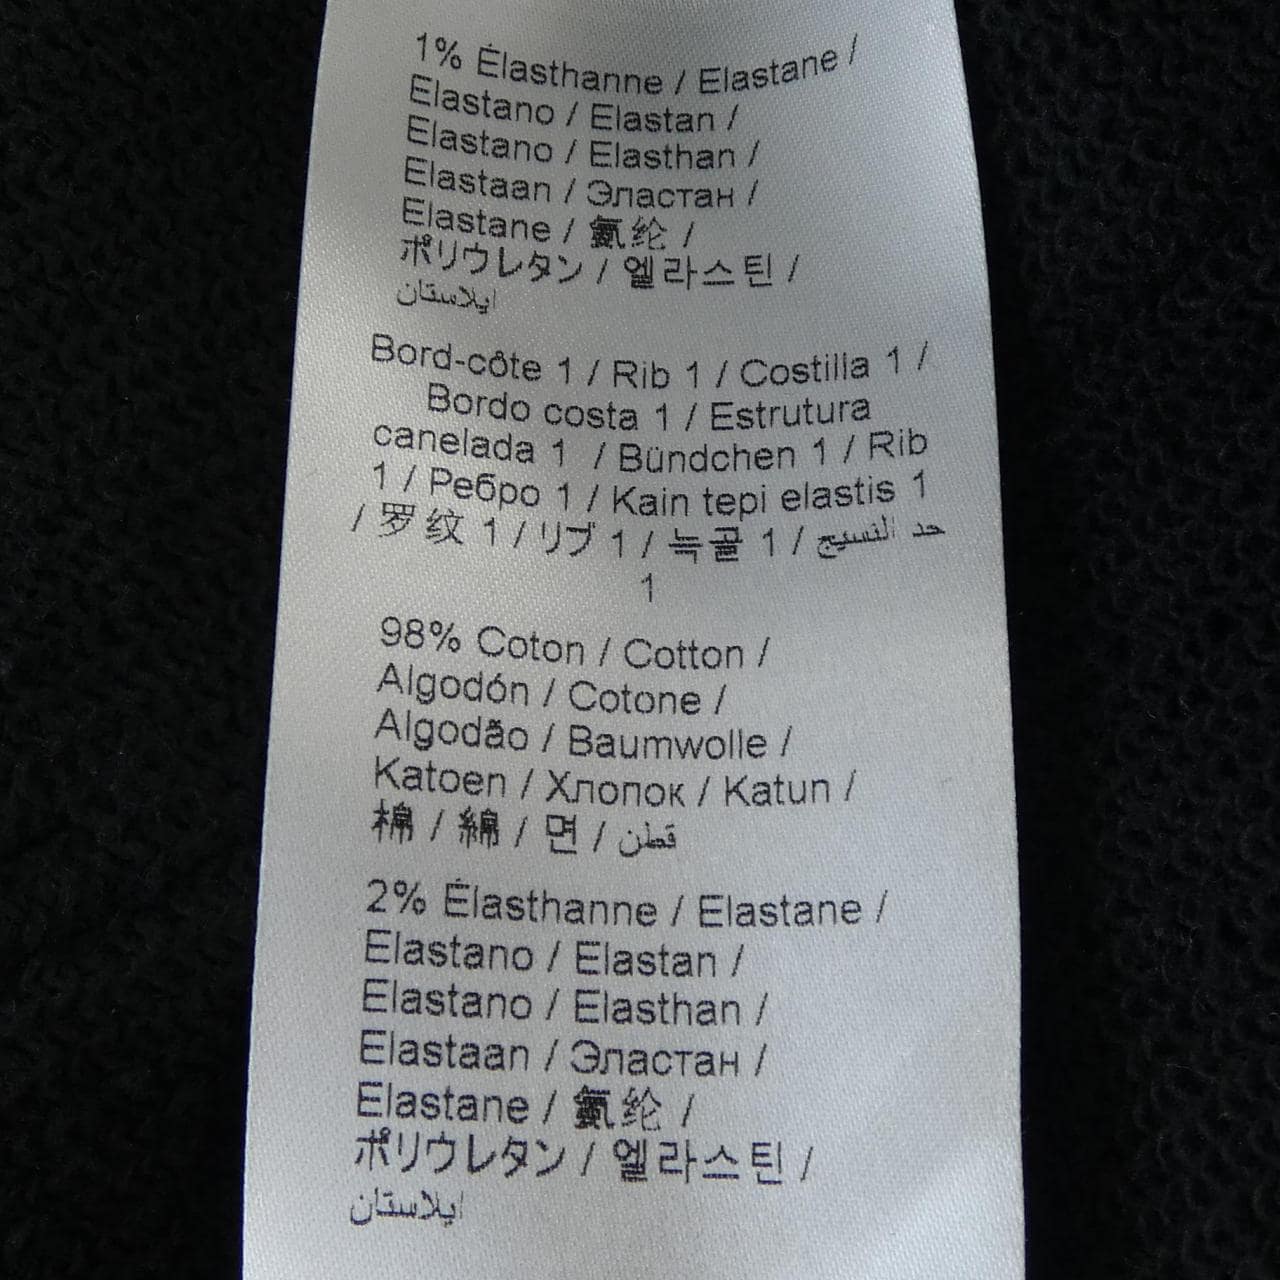 1% Élasthanne / Elastane /
Elastano / Elastan /
Elastano / Elasthan /
Elastaan / Эластан /
Elastane / 氨纶 /
ポリウレタン / 엘라스틴 /
ايلاستان
Bord-côte 1 / Rib 1 / Costilla 1 /
Bordo costa 1 / Estrutura
canelada 1 / Bündchen 1 / Rib
1 / Ребро 1 / Kain tepi elastis 1
/ 罗纹 1 / リブ 1 / 늑골 1 / حد النسيج
1
98% Coton / Cotton /
Algodón / Cotone /
Algodão / Baumwolle /
Katoen / Хлопок / Katun /
棉 / 綿 / 면 / قطن
2% Élasthanne / Elastane /
Elastano / Elastan /
Elastano / Elasthan /
Elastaan / Эластан /
Elastane / 氨纶 /
ポリウレタン / 엘라스틴 /
ايلاستان